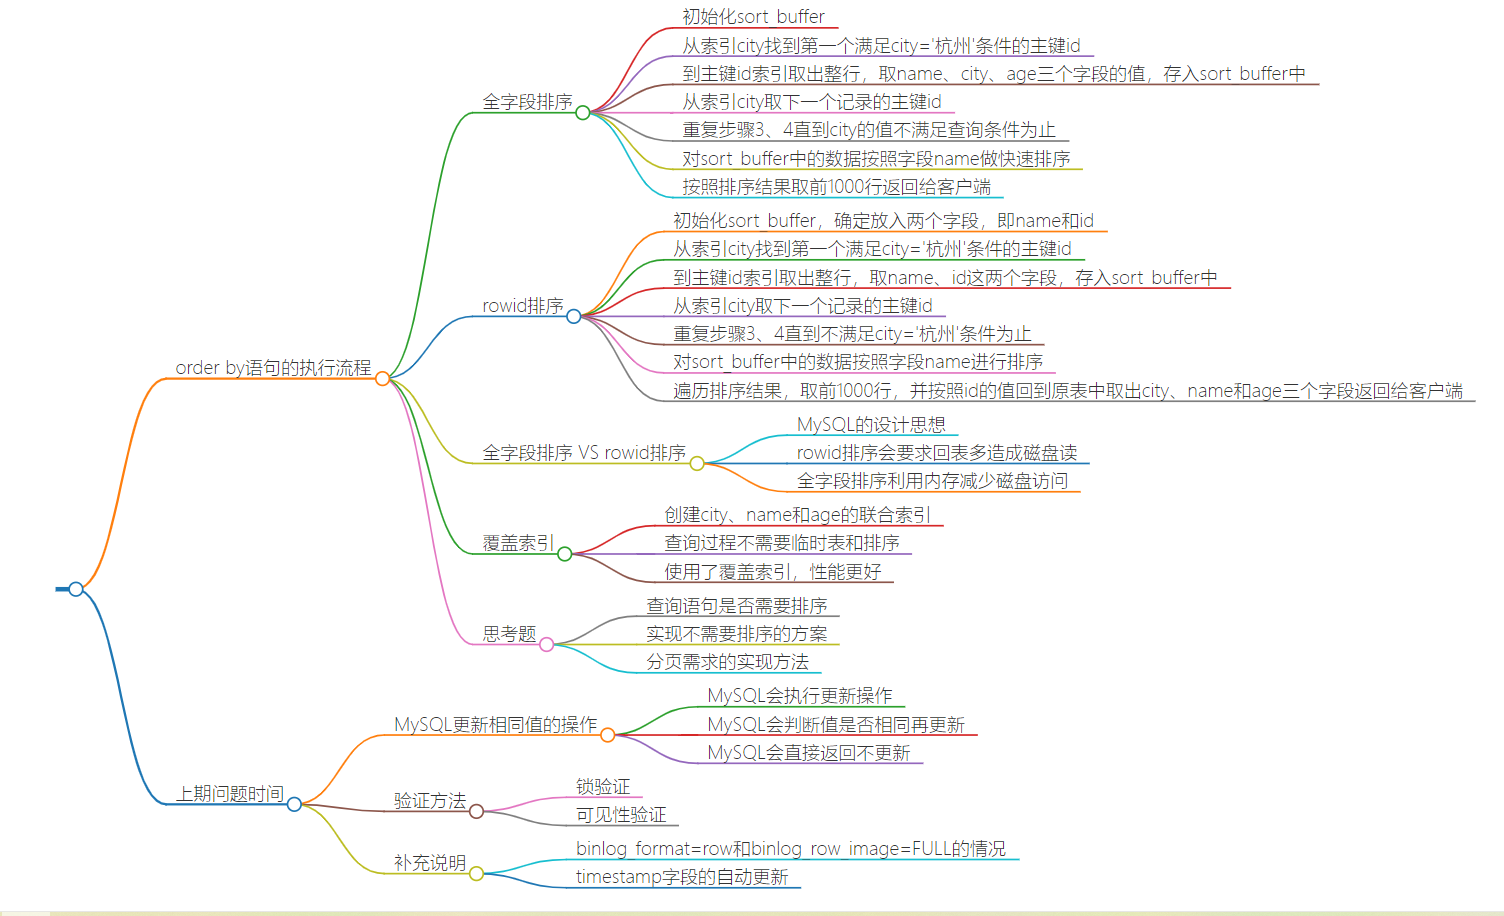 order by语句的执行流程
全字段排序
初始化sort_buffer
从索引city找到第一个满足city='杭州'条件的主键id
到主键id索引取出整行，取name、city、age三个字段的值，存入sort_buffer中
从索引city取下一个记录的主键id
重复步骤3、4直到city的值不满足查询条件为止
对sort_buffer中的数据按照字段name做快速排序
按照排序结果取前1000行返回给客户端
rowid排序
初始化sort_buffer，确定放入两个字段，即name和id
从索引city找到第一个满足city='杭州'条件的主键id
到主键id索引取出整行，取name、id这两个字段，存入sort_buffer中
从索引city取下一个记录的主键id
重复步骤3、4直到不满足city='杭州'条件为止
对sort_buffer中的数据按照字段name进行排序
遍历排序结果，取前1000行，并按照id的值回到原表中取出city、name和age三个字段返回给客户端
全字段排序 VS rowid排序
MySQL的设计思想
rowid排序会要求回表多造成磁盘读
全字段排序利用内存减少磁盘访问
覆盖索引
创建city、name和age的联合索引
查询过程不需要临时表和排序
使用了覆盖索引，性能更好
思考题
查询语句是否需要排序
实现不需要排序的方案
分页需求的实现方法
上期问题时间
MySQL更新相同值的操作
MySQL会执行更新操作
MySQL会判断值是否相同再更新
MySQL会直接返回不更新
验证方法
锁验证
可见性验证
补充说明
binlog_format=row和binlog_row_image=FULL的情况
timestamp字段的自动更新